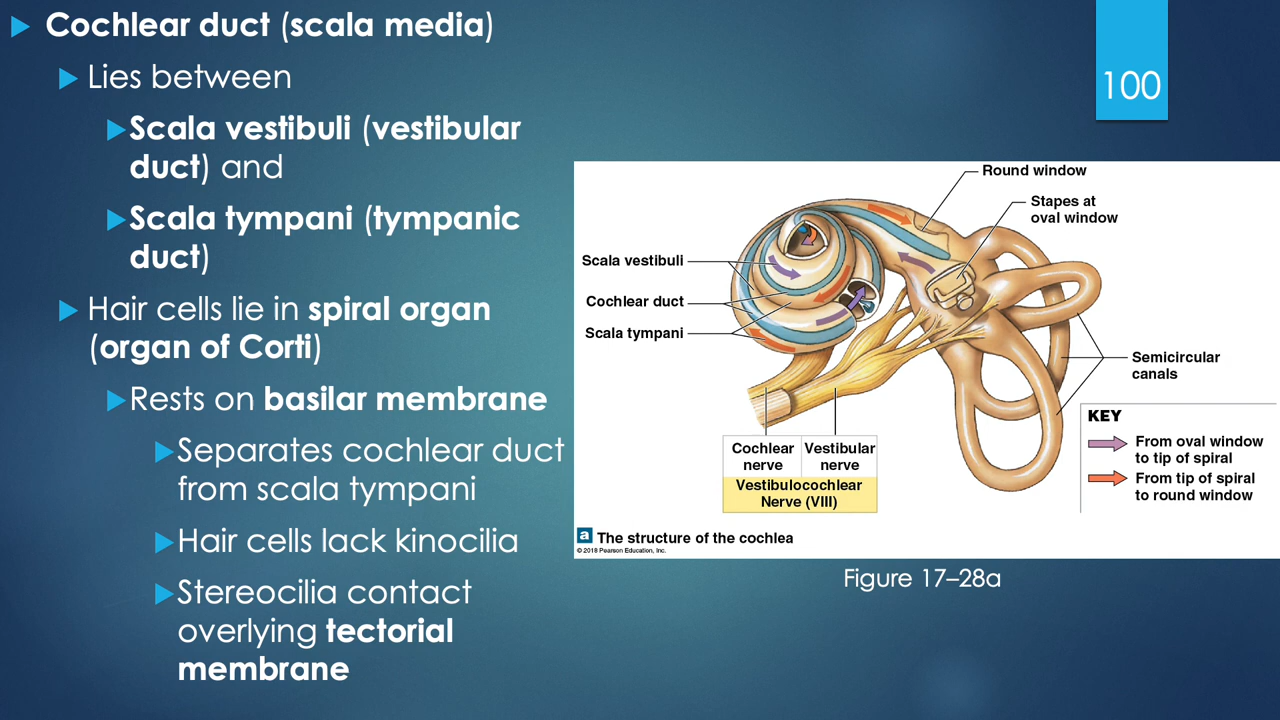 Cochlear duct (scala media)
Lies between
Scala vestibuli (vestibular
duct) and
Scala tympani (tympanic
duct)
Hair cells lie in spiral organ
(organ of Corti)
Rests on basilar membrane
Separates cochlear duct
from scala tympani
Hair cells lack kinocilia
Stereocilia contact
overlying tectorial
membrane
100
Round window
Stapes at
oval window
Scala vestibuli
Cochlear duct
Scala tympani
Semicircular
canals
KEY
From oval window
to tip of spiral
From tip of spiral
to round window
Cochlear
nerve
Vestibular
nerve
Vestibulocochlear
Nerve (VIII)
a The structure of the cochlea
© 2018 Pearson Education, Inc.
Figure 17–28a